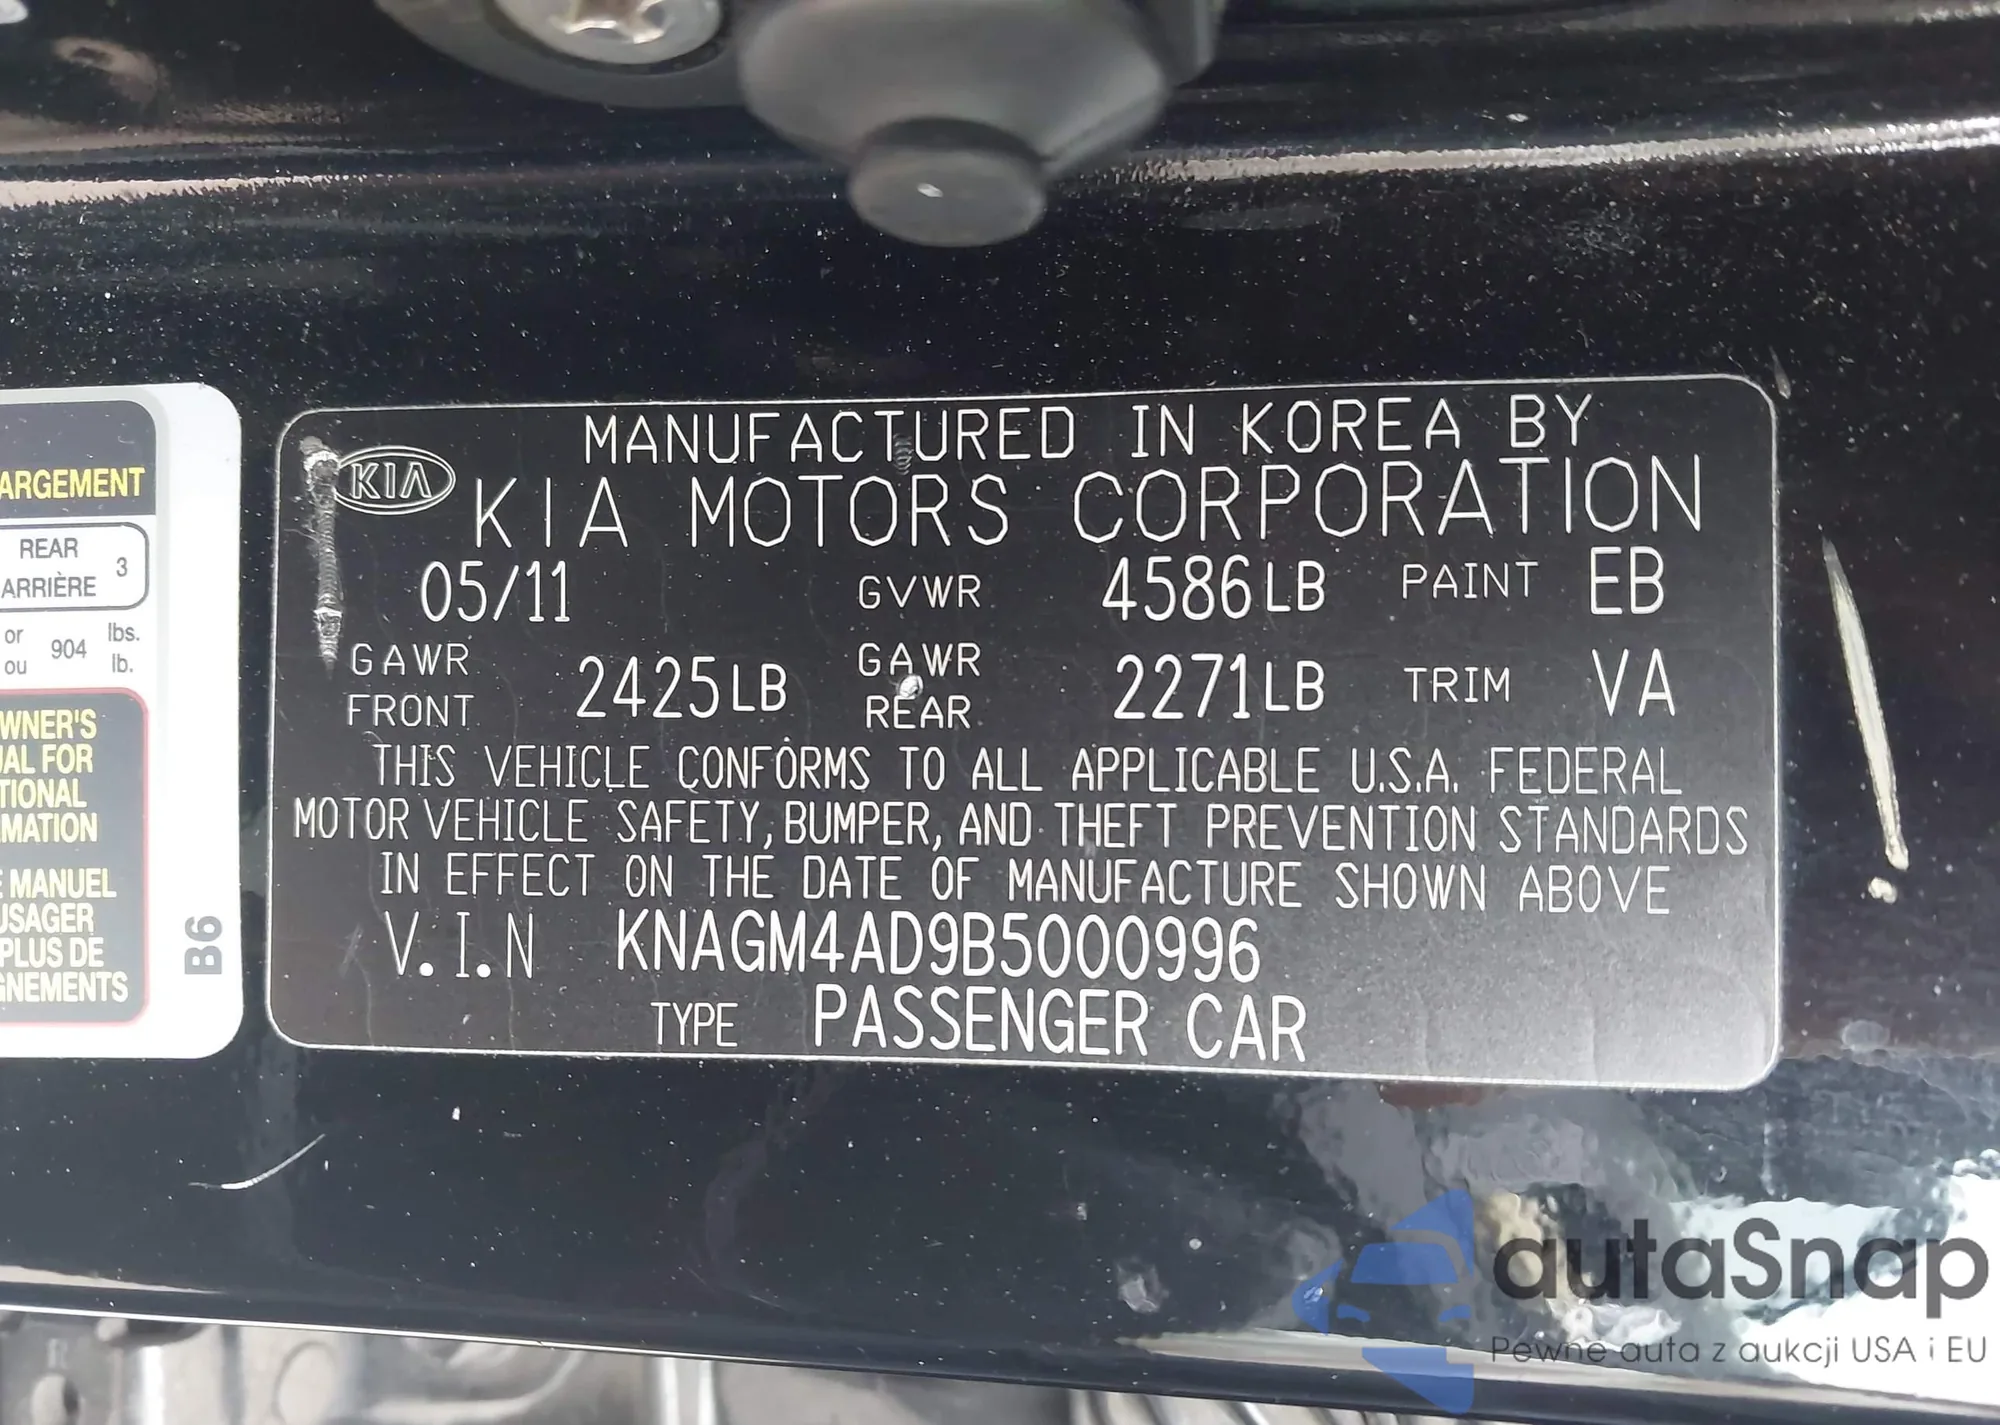 MANUFACTURED IN KOREA BY
KIA KIA MOTORS CORPORATION
05/11 GVWR 4586LB PAINT EB
GAWR FRONT 2425LB GAWR REAR 2271LB TRIM VA
THIS VEHICLE CONFORMS TO ALL APPLICABLE U.S.A. FEDERAL
MOTOR VEHICLE SAFETY, BUMPER, AND THEFT PREVENTION STANDARDS
IN EFFECT ON THE DATE OF MANUFACTURE SHOWN ABOVE
V.I.N KNAGM4AD9B5000996
TYPE PASSENGER CAR
ARGEMENT
REAR
ARRIÈRE 3
or 904 lbs.
ou lb.
WNER'S
UAL FOR
TIONAL
MATION
E MANUEL
USAGER
PLUS DE
GNEMENTS
B6
autaSnap
Pewne auta z aukcji USA i EU